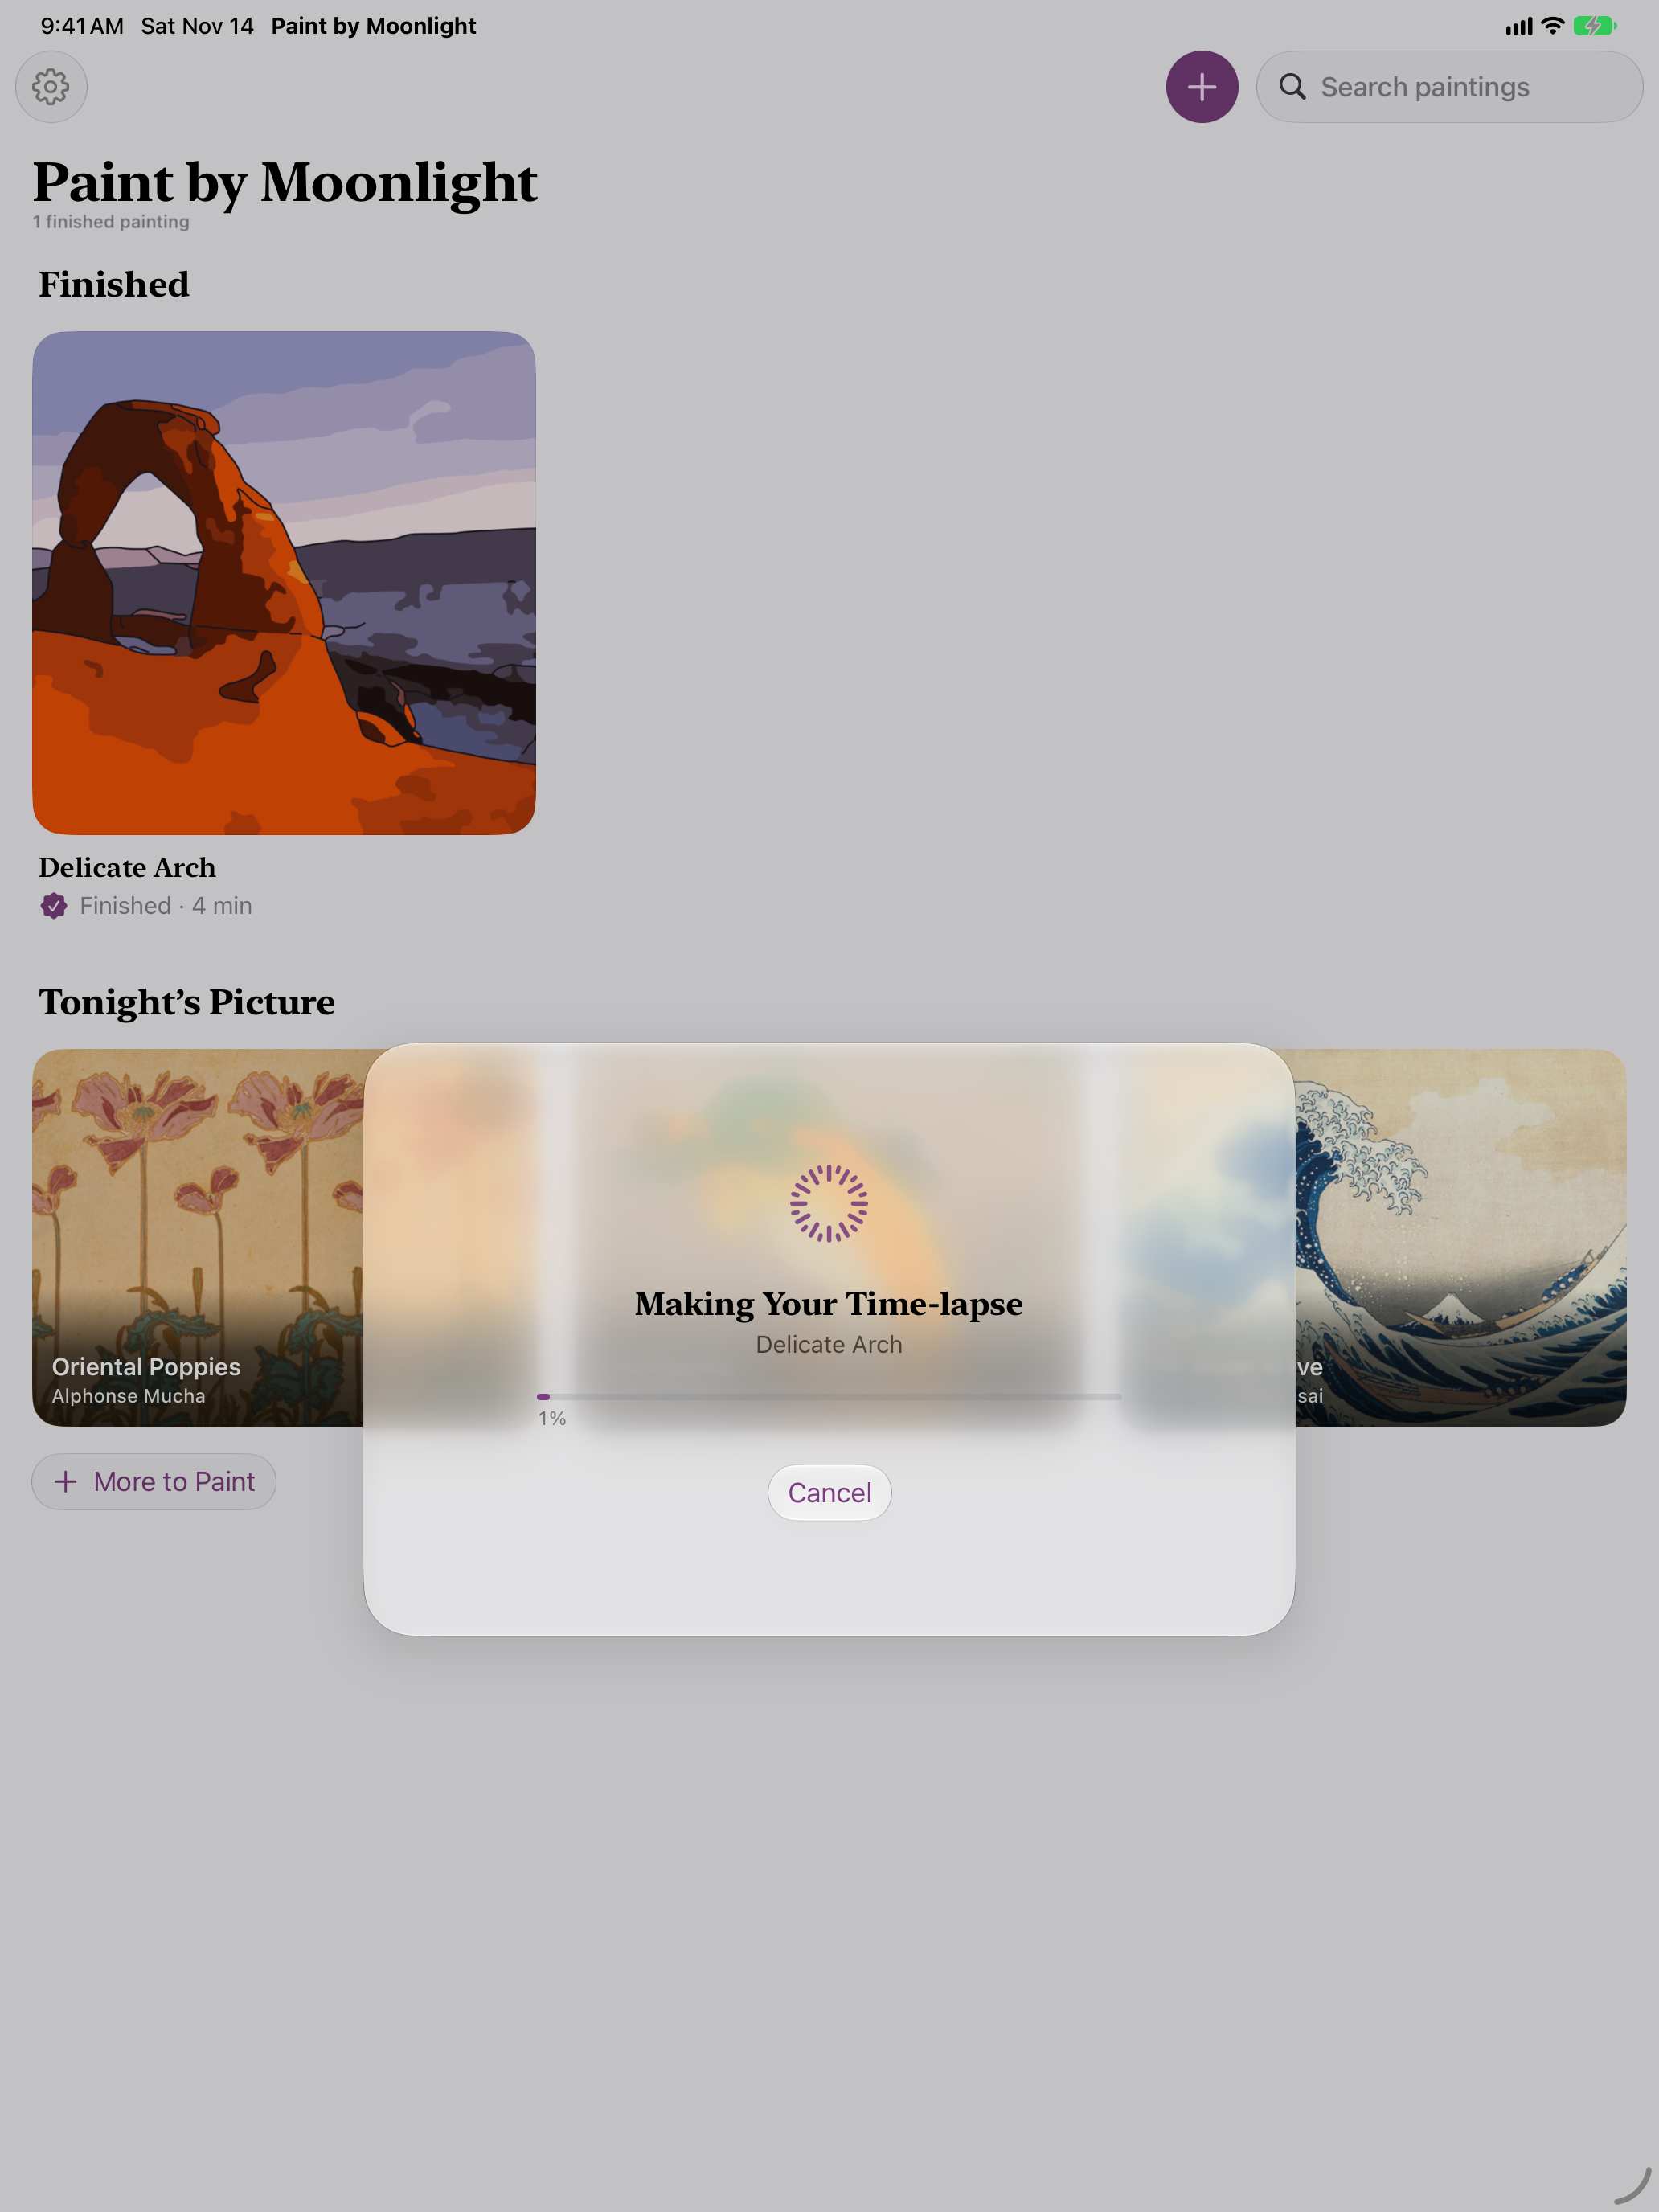 9:41 AM Sat Nov 14 Paint by Moonlight
Search paintings
Paint by Moonlight
1 finished painting
Finished
Delicate Arch
Finished · 4 min
Tonight’s Picture
Oriental Poppies
Alphonse Mucha
Making Your Time-lapse
Delicate Arch
1%
Cancel
More to Paint